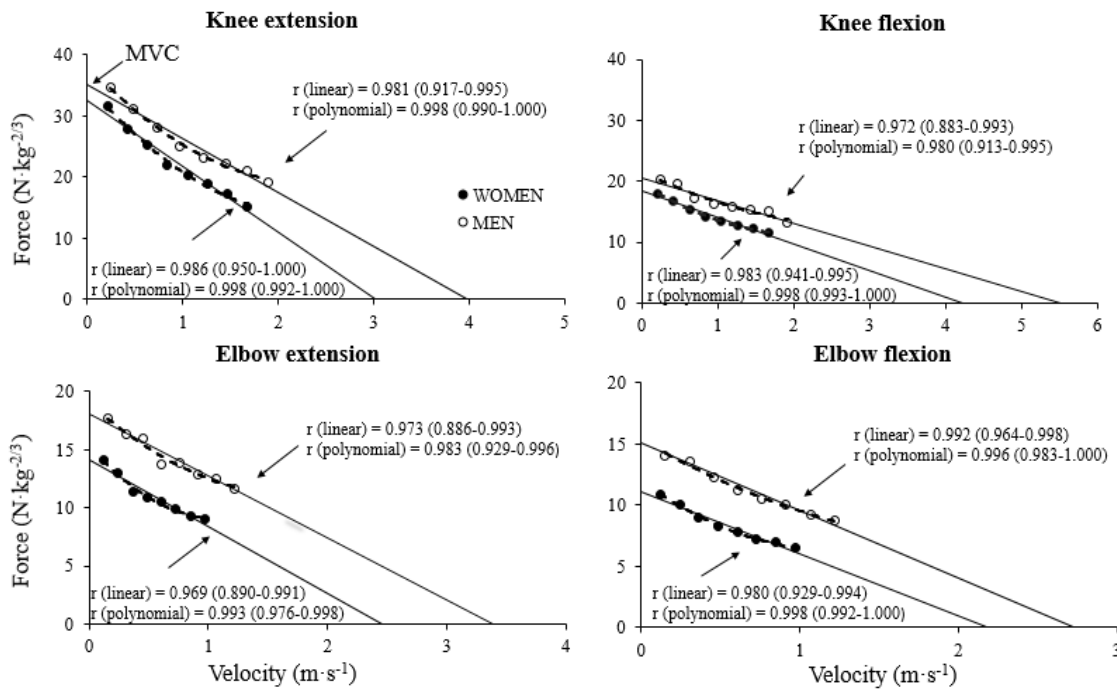 Knee extension
Knee flexion
MVC
40
30
20
10
0
Force (N·kg-2/3)
r (linear) = 0.981 (0.917-0.995)
r (polynomial) = 0.998 (0.990-1.000)
WOMEN
MEN
r (linear) = 0.986 (0.950-1.000)
r (polynomial) = 0.998 (0.992-1.000)
0 1 2 3 4 5
40
30
20
10
0
r (linear) = 0.972 (0.883-0.993)
r (polynomial) = 0.980 (0.913-0.995)
r (linear) = 0.983 (0.941-0.995)
r (polynomial) = 0.998 (0.993-1.000)
0 1 2 3 4 5 6
Elbow extension
Elbow flexion
20
15
10
5
0
Force (N·kg-2/3)
r (linear) = 0.973 (0.886-0.993)
r (polynomial) = 0.983 (0.929-0.996)
r (linear) = 0.969 (0.890-0.991)
r (polynomial) = 0.993 (0.976-0.998)
0 1 2 3 4
Velocity (m·s-1)
20
15
10
5
0
r (linear) = 0.992 (0.964-0.998)
r (polynomial) = 0.996 (0.983-1.000)
r (linear) = 0.980 (0.929-0.994)
r (polynomial) = 0.998 (0.992-1.000)
0 1 2 3
Velocity (m·s-1)